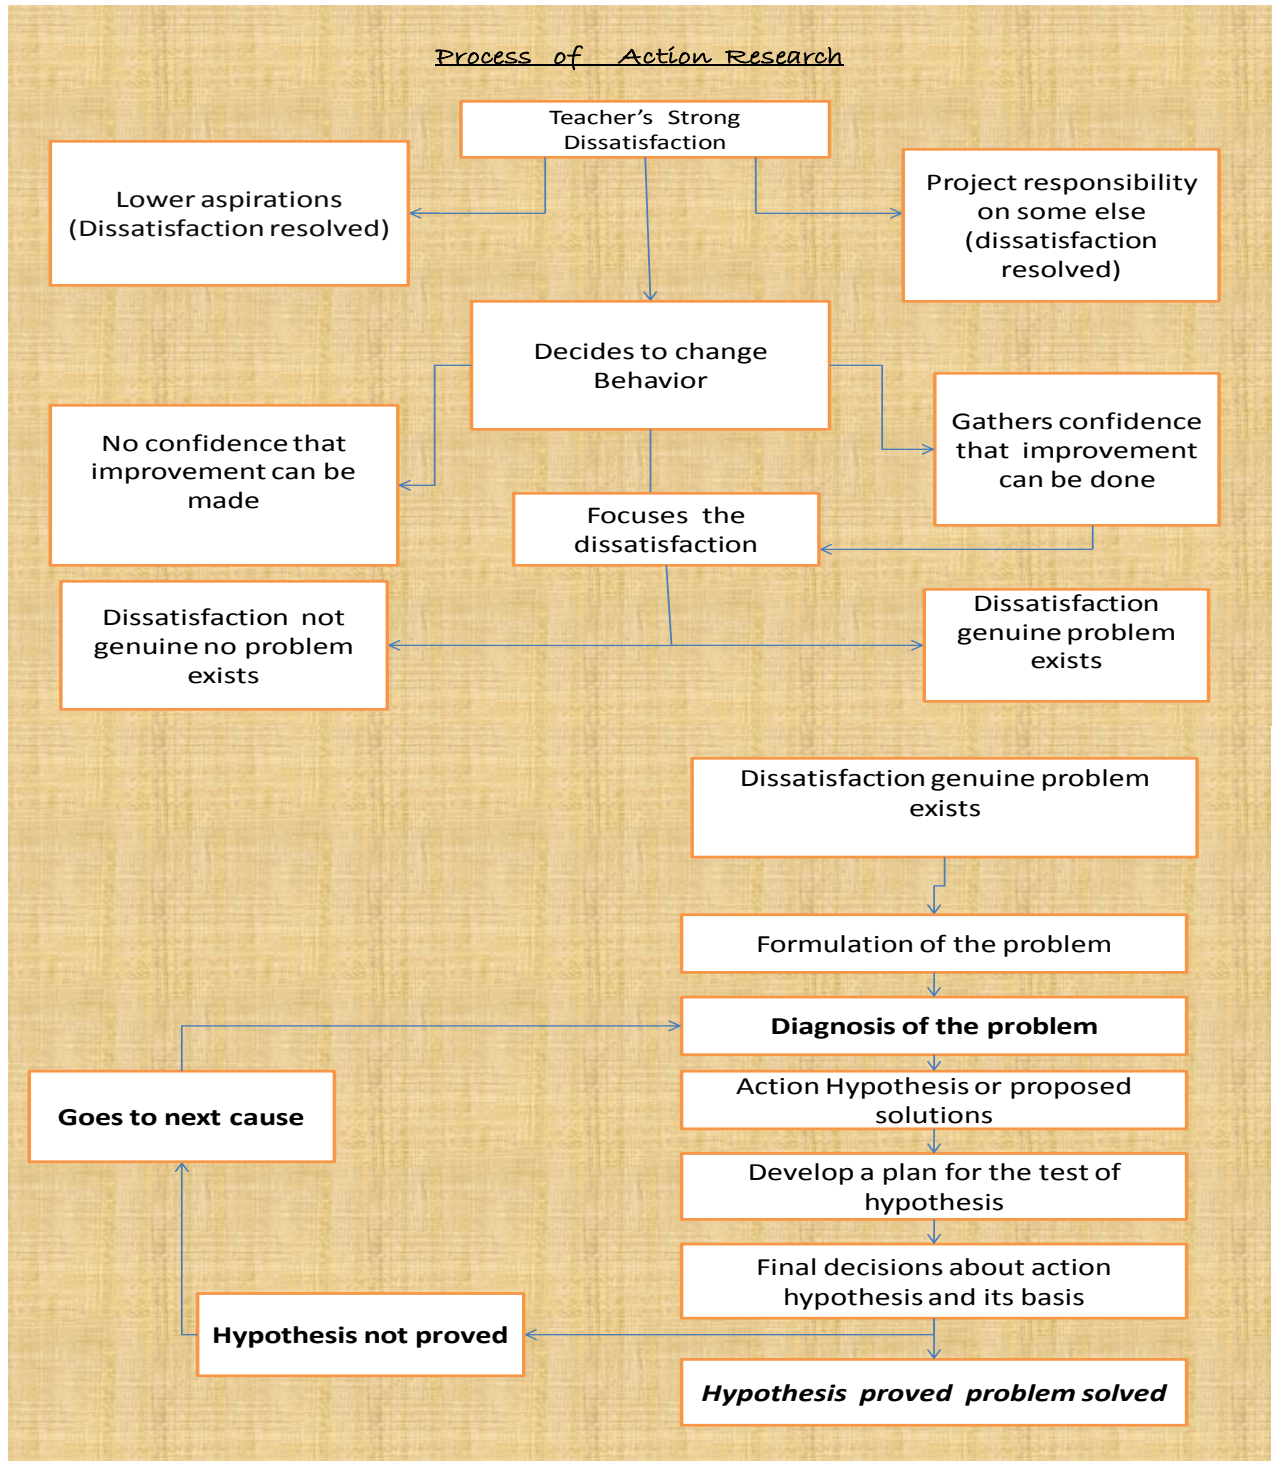 Process of Action Research
Teacher's Strong
Dissatisfaction
Lower aspirations
(Dissatisfaction resolved)
Project responsibility
on some else
(dissatisfaction
resolved)
Decides to change
Behavior
No confidence that
improvement can be
made
Gathers confidence
that improvement
can be done
Focuses the
dissatisfaction
Dissatisfaction not
genuine no problem
exists
Dissatisfaction
genuine problem
exists
Dissatisfaction genuine problem
exists
Formulation of the problem
Diagnosis of the problem
Action Hypothesis or proposed
solutions
Goes to next cause
Develop a plan for the test of
hypothesis
Final decisions about action
hypothesis and its basis
Hypothesis not proved
Hypothesis proved problem solved